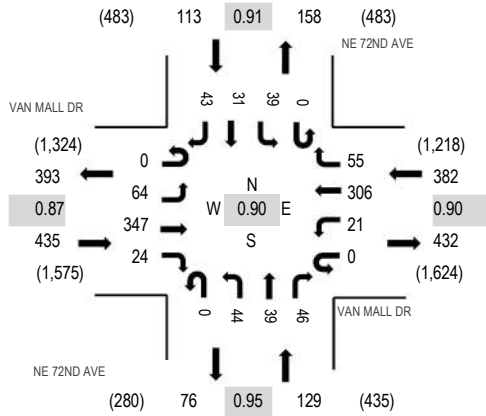 (483) 113 0.91 158 (483)
NE 72ND AVE
VAN MALL DR
43 31 39 0
(1,324) (1,218)
0 55
393 382
64 N 306
0.87 W 0.90 E 0.90
347 21
435 S 432
24 0
(1,575) (1,624)
0 44 39 46
VAN MALL DR
NE 72ND AVE
(280) 76 0.95 129 (435)